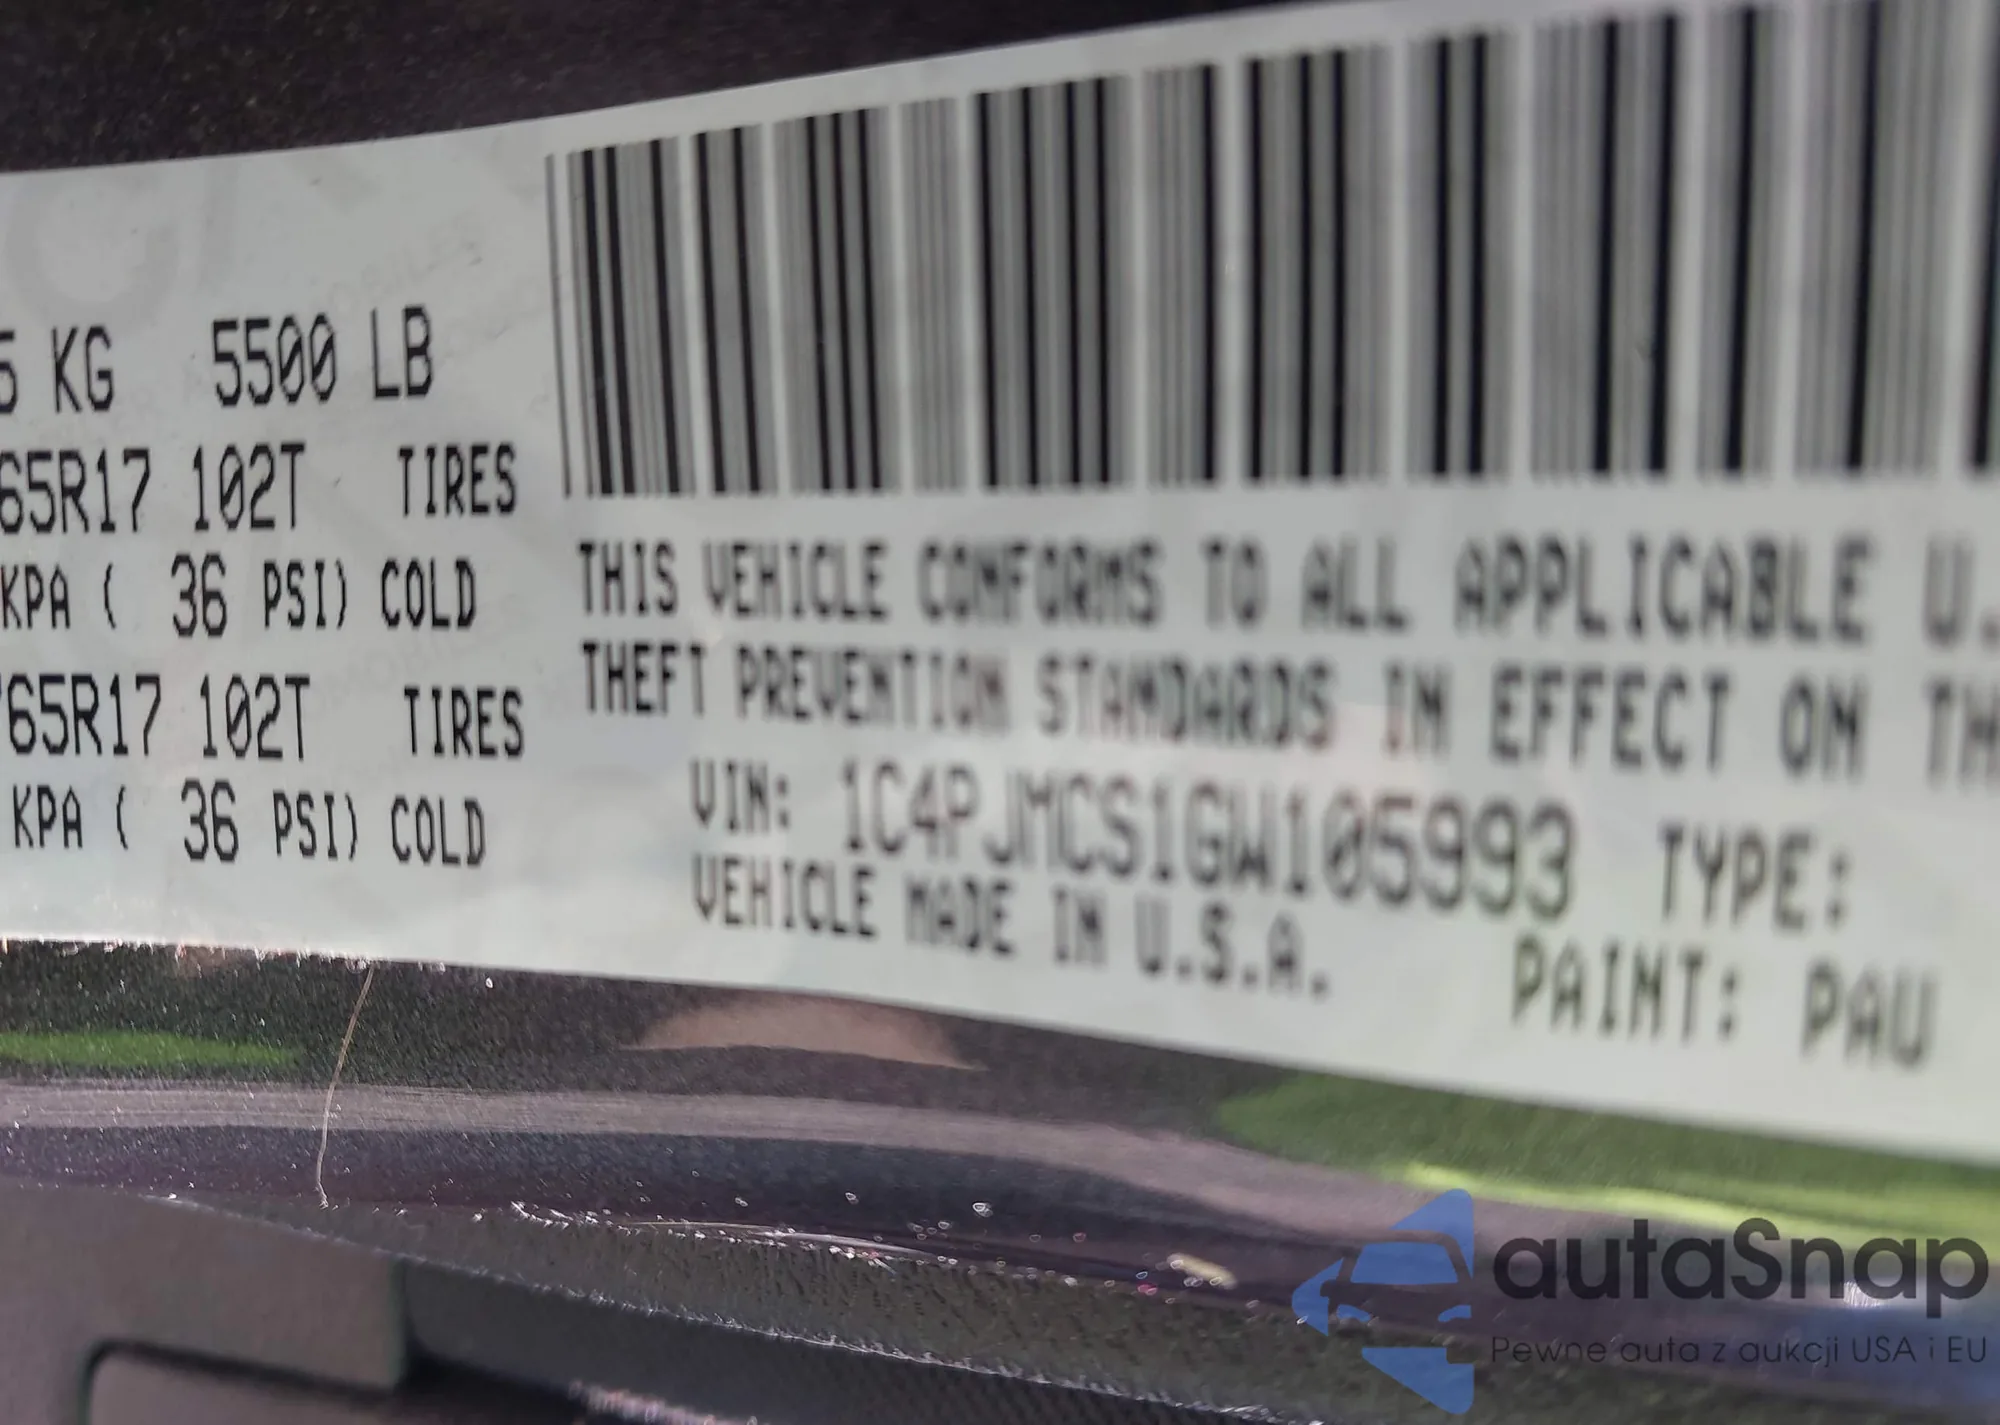 5 KG 5500 LB
65R17 102T TIRES
KPA ( 36 PSI) COLD
65R17 102T TIRES
KPA ( 36 PSI) COLD
THIS VEHICLE CONFORMS TO ALL APPLICABLE U.
THEFT PREVENTION STANDARDS IN EFFECT ON TH
VIN: 1C4PJMCS1GW105993 TYPE:
VEHICLE MADE IN U.S.A.
PAINT: PAU
autaSnap
Pewne auta z aukcji USA i EU